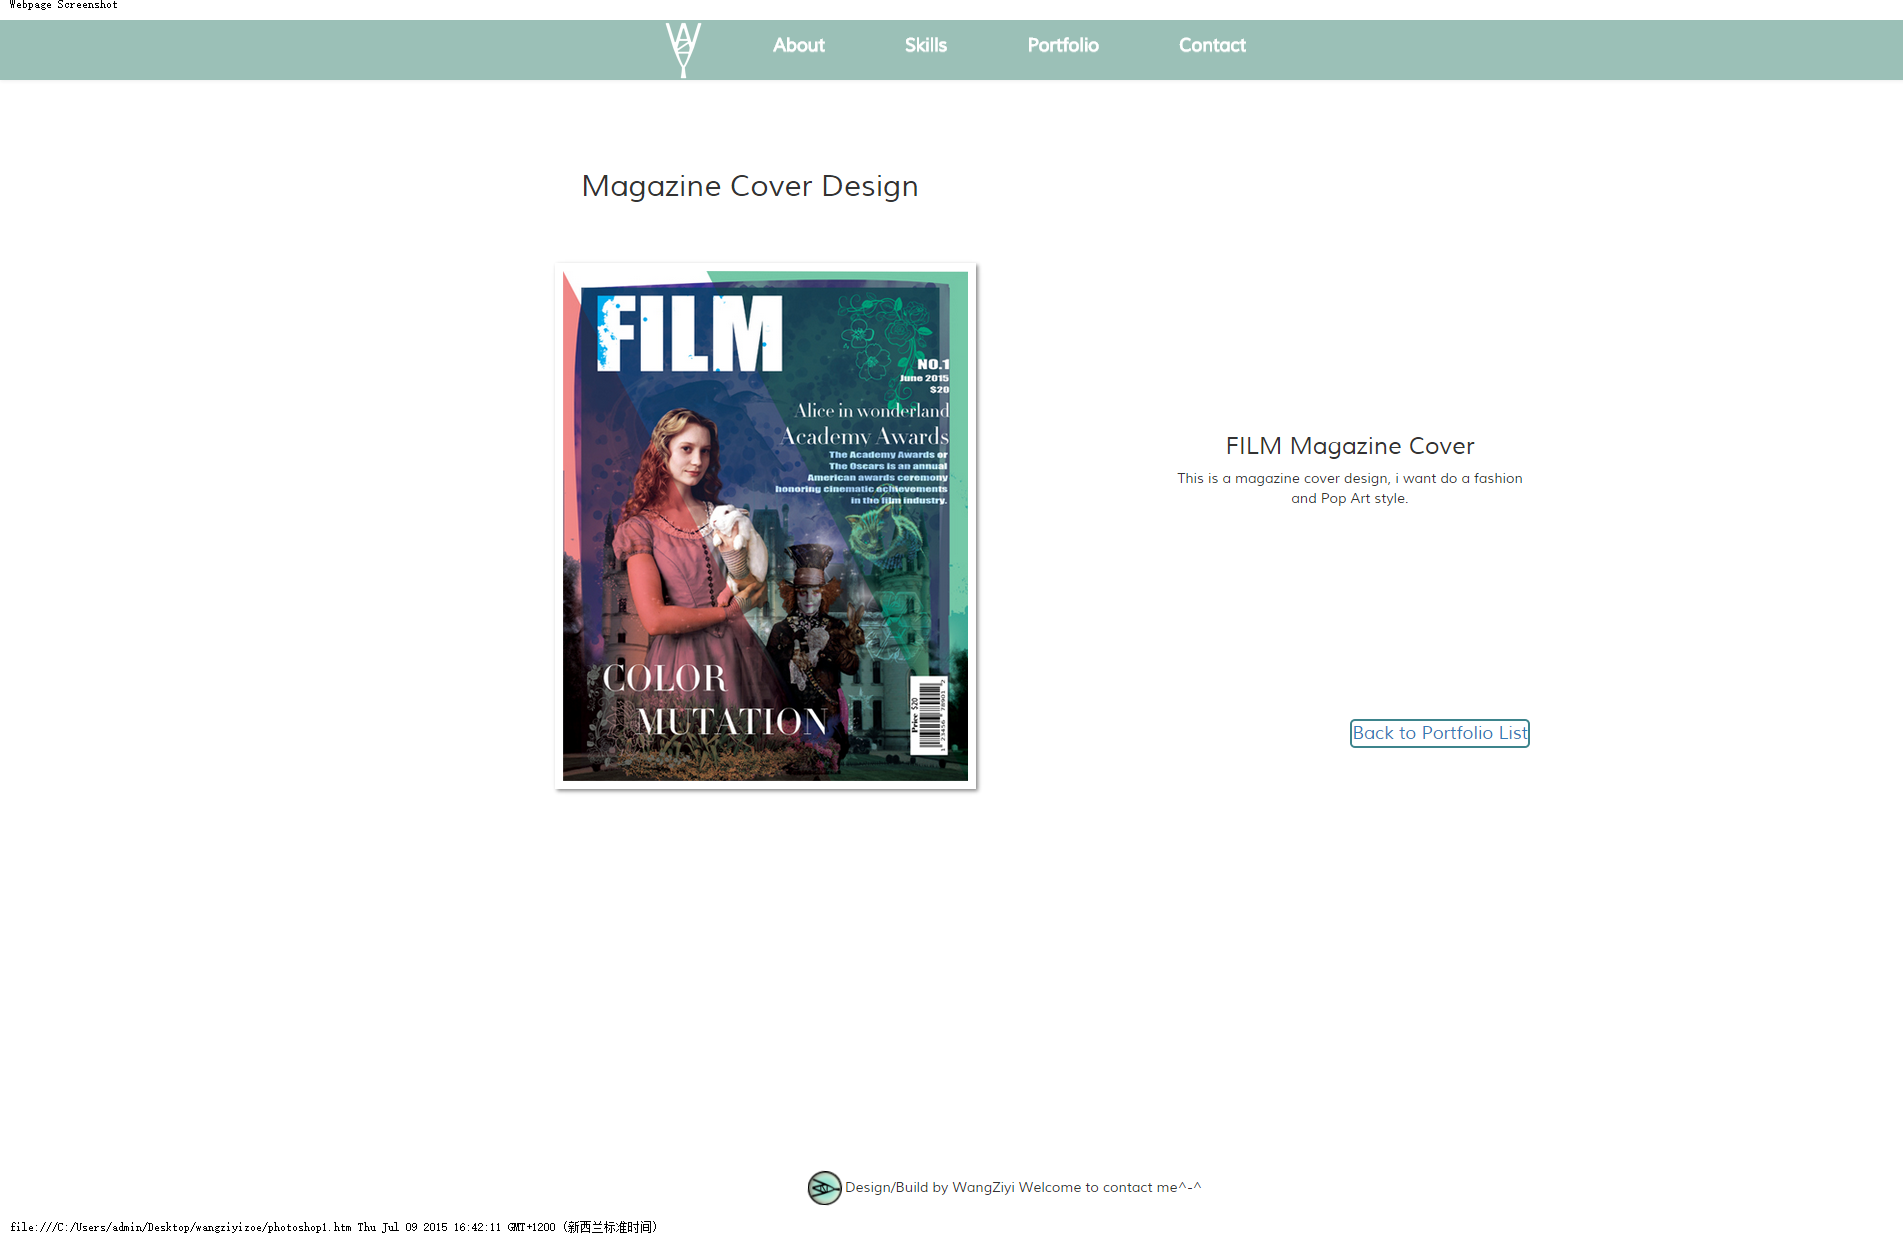 Webpage Screenshot
About Skills Portfolio Contact
Magazine Cover Design
FILM
NO.1
June 2015
$20
Alice in wonderland
Academy Awards
The Academy Awards or
The Oscars is an annual
American awards ceremony
honoring cinematic achievements
in the film industry.
COLOR
MUTATION
Price $20
1 23456 78901 2
FILM Magazine Cover
This is a magazine cover design, i want do a fashion
and Pop Art style.
Back to Portfolio List
Design/Build by WangZiyi Welcome to contact me^-^
file:///C:/Users/admin/Desktop/wangziyizoe/photoshop1.htm Thu Jul 09 2015 16:42:11 GMT+1200 (新西兰标准时间)